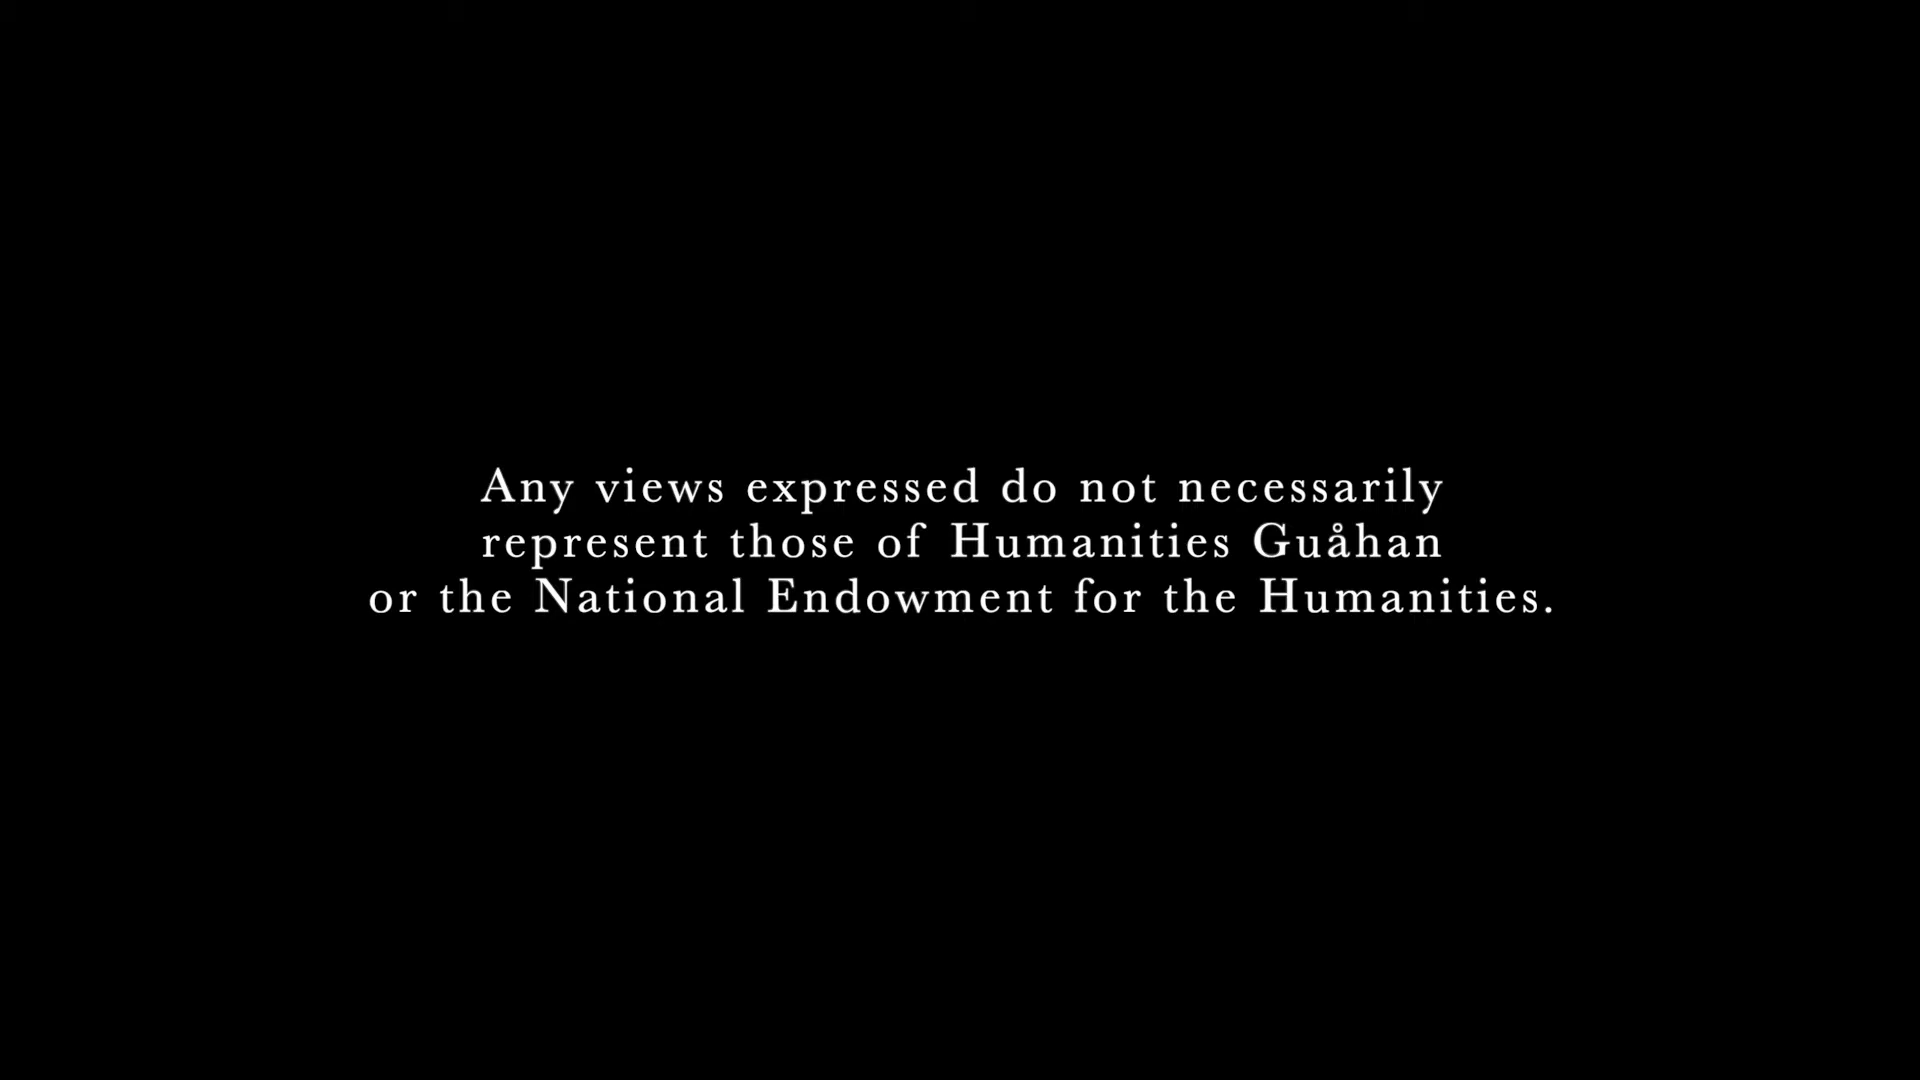 Any views expressed do not necessarily
represent those of Humanities Guåhan
or the National Endowment for the Humanities.